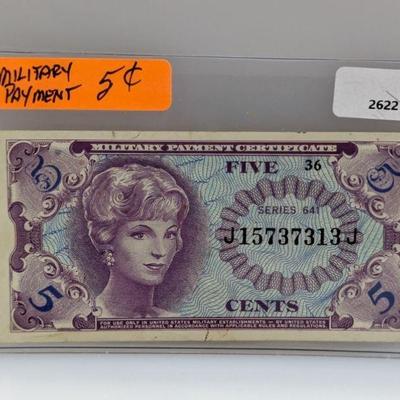 MILITARY
PAYMENT 5¢
2622
MILITARY PAYMENT CERTIFICATE
5 FIVE 36 5
SERIES 641
J15737313J
5 CENTS 5
FOR USE ONLY IN UNITED STATES MILITARY ESTABLISHMENTS - BY UNITED STATES
AUTHORIZED PERSONNEL IN ACCORDANCE WITH APPLICABLE RULES AND REGULATIONS.